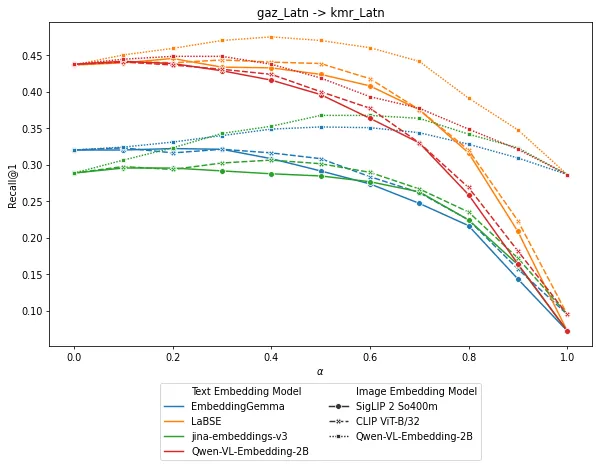 gaz_Latn -> kmr_Latn
Recall@1
0.45
0.40
0.35
0.30
0.25
0.20
0.15
0.10
0.0 0.2 0.4 0.6 0.8 1.0
α
Text Embedding Model
EmbeddingGemma
LaBSE
jina-embeddings-v3
Qwen-VL-Embedding-2B
Image Embedding Model
SigLIP 2 So400m
CLIP ViT-B/32
Qwen-VL-Embedding-2B